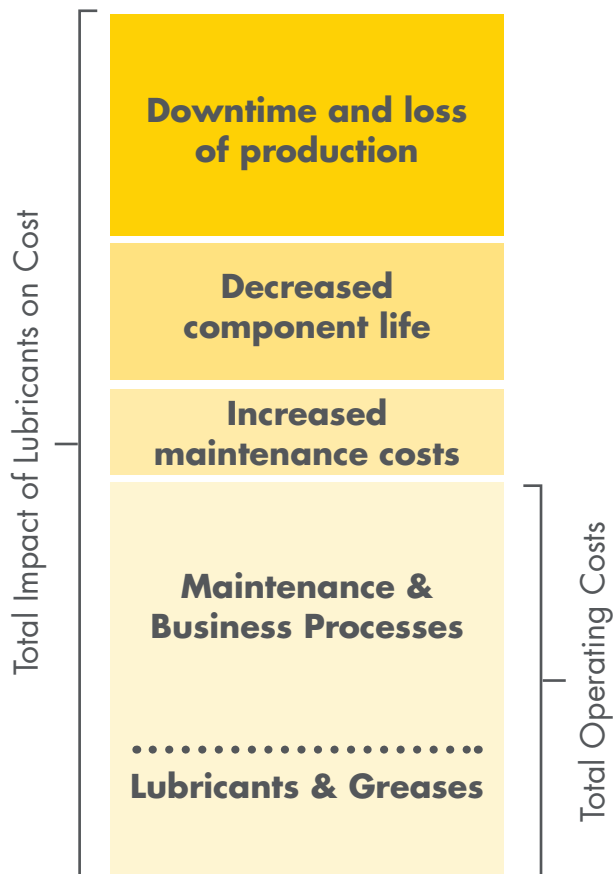 Total Impact of Lubricants on Cost
Downtime and loss
of production
Decreased
component life
Increased
maintenance costs
Maintenance &
Business Processes
Lubricants & Greases
Total Operating Costs